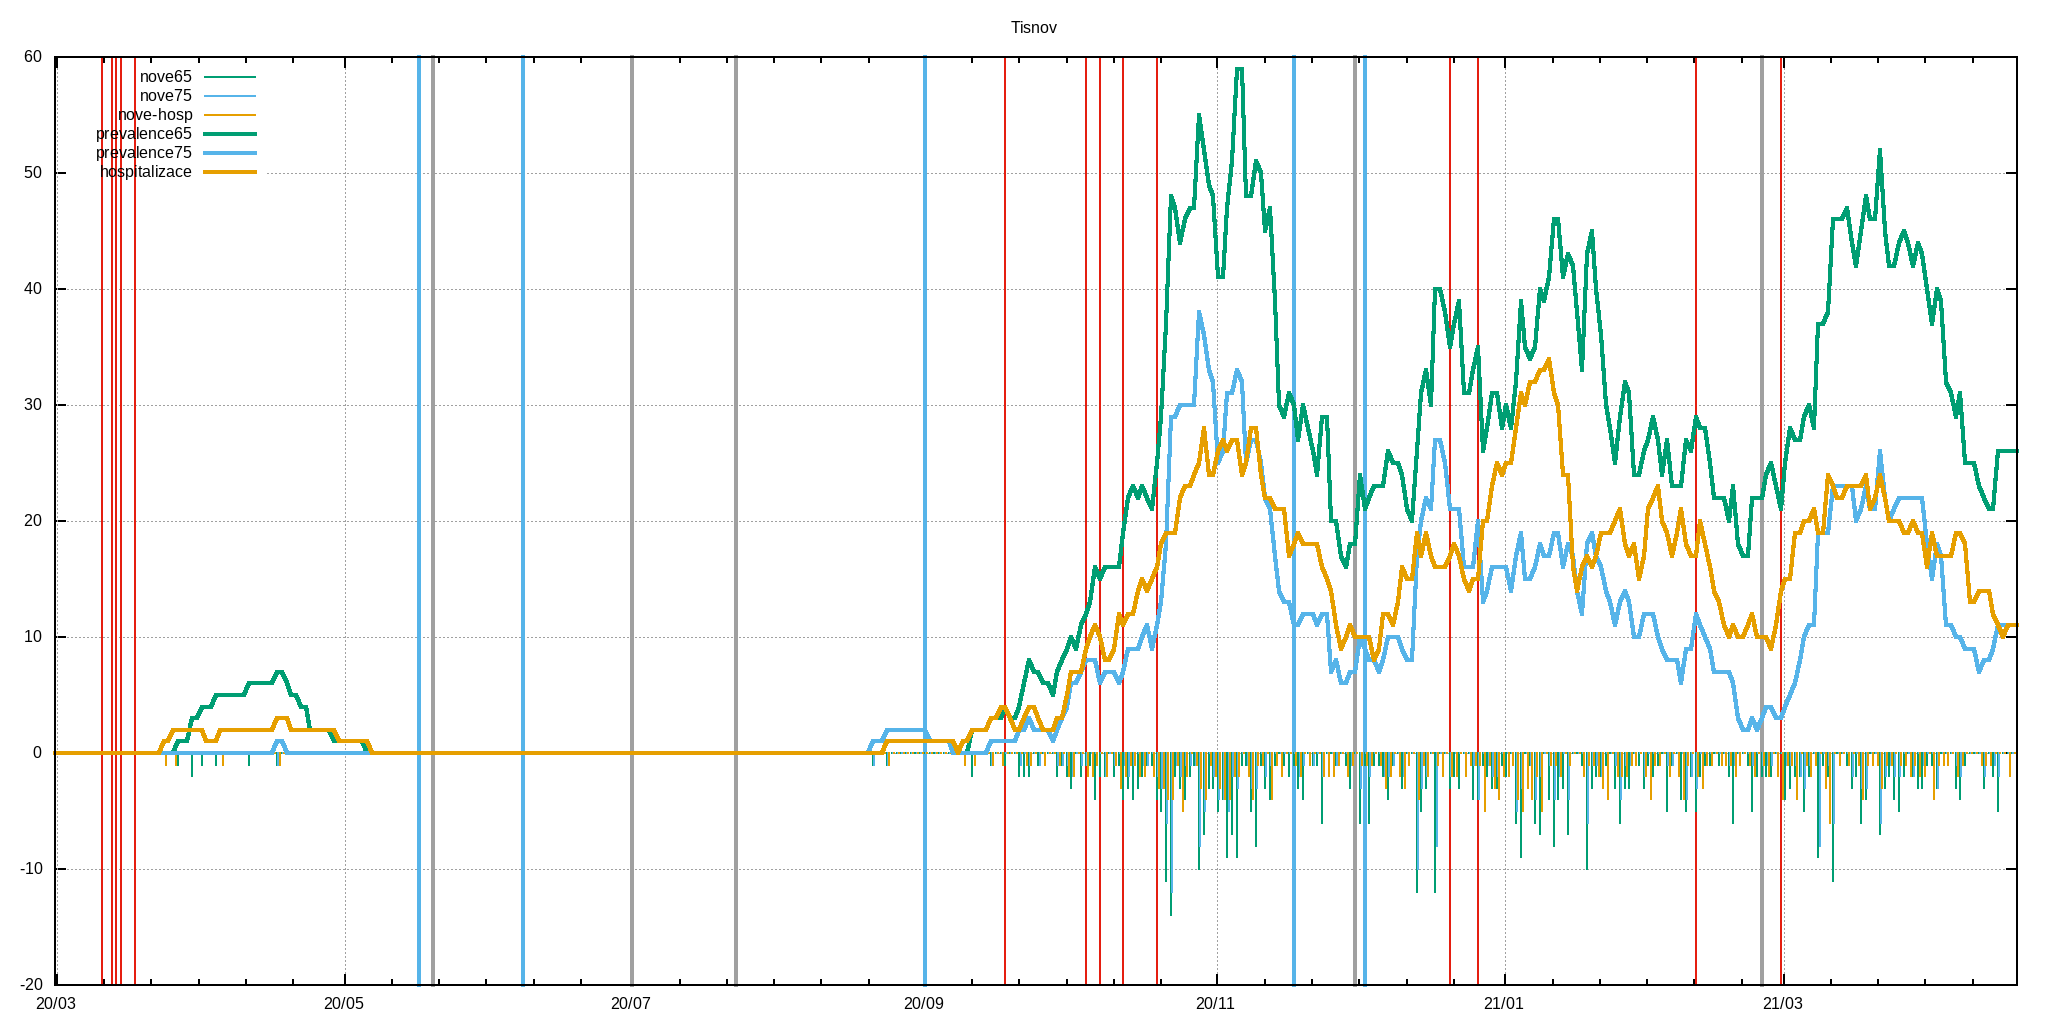 Tisnov
60
50
40
30
20
10
0
-10
-20
nove65
nove75
nove-hosp
prevalence65
prevalence75
hospitalizace
20/03 20/05 20/07 20/09 20/11 21/01 21/03